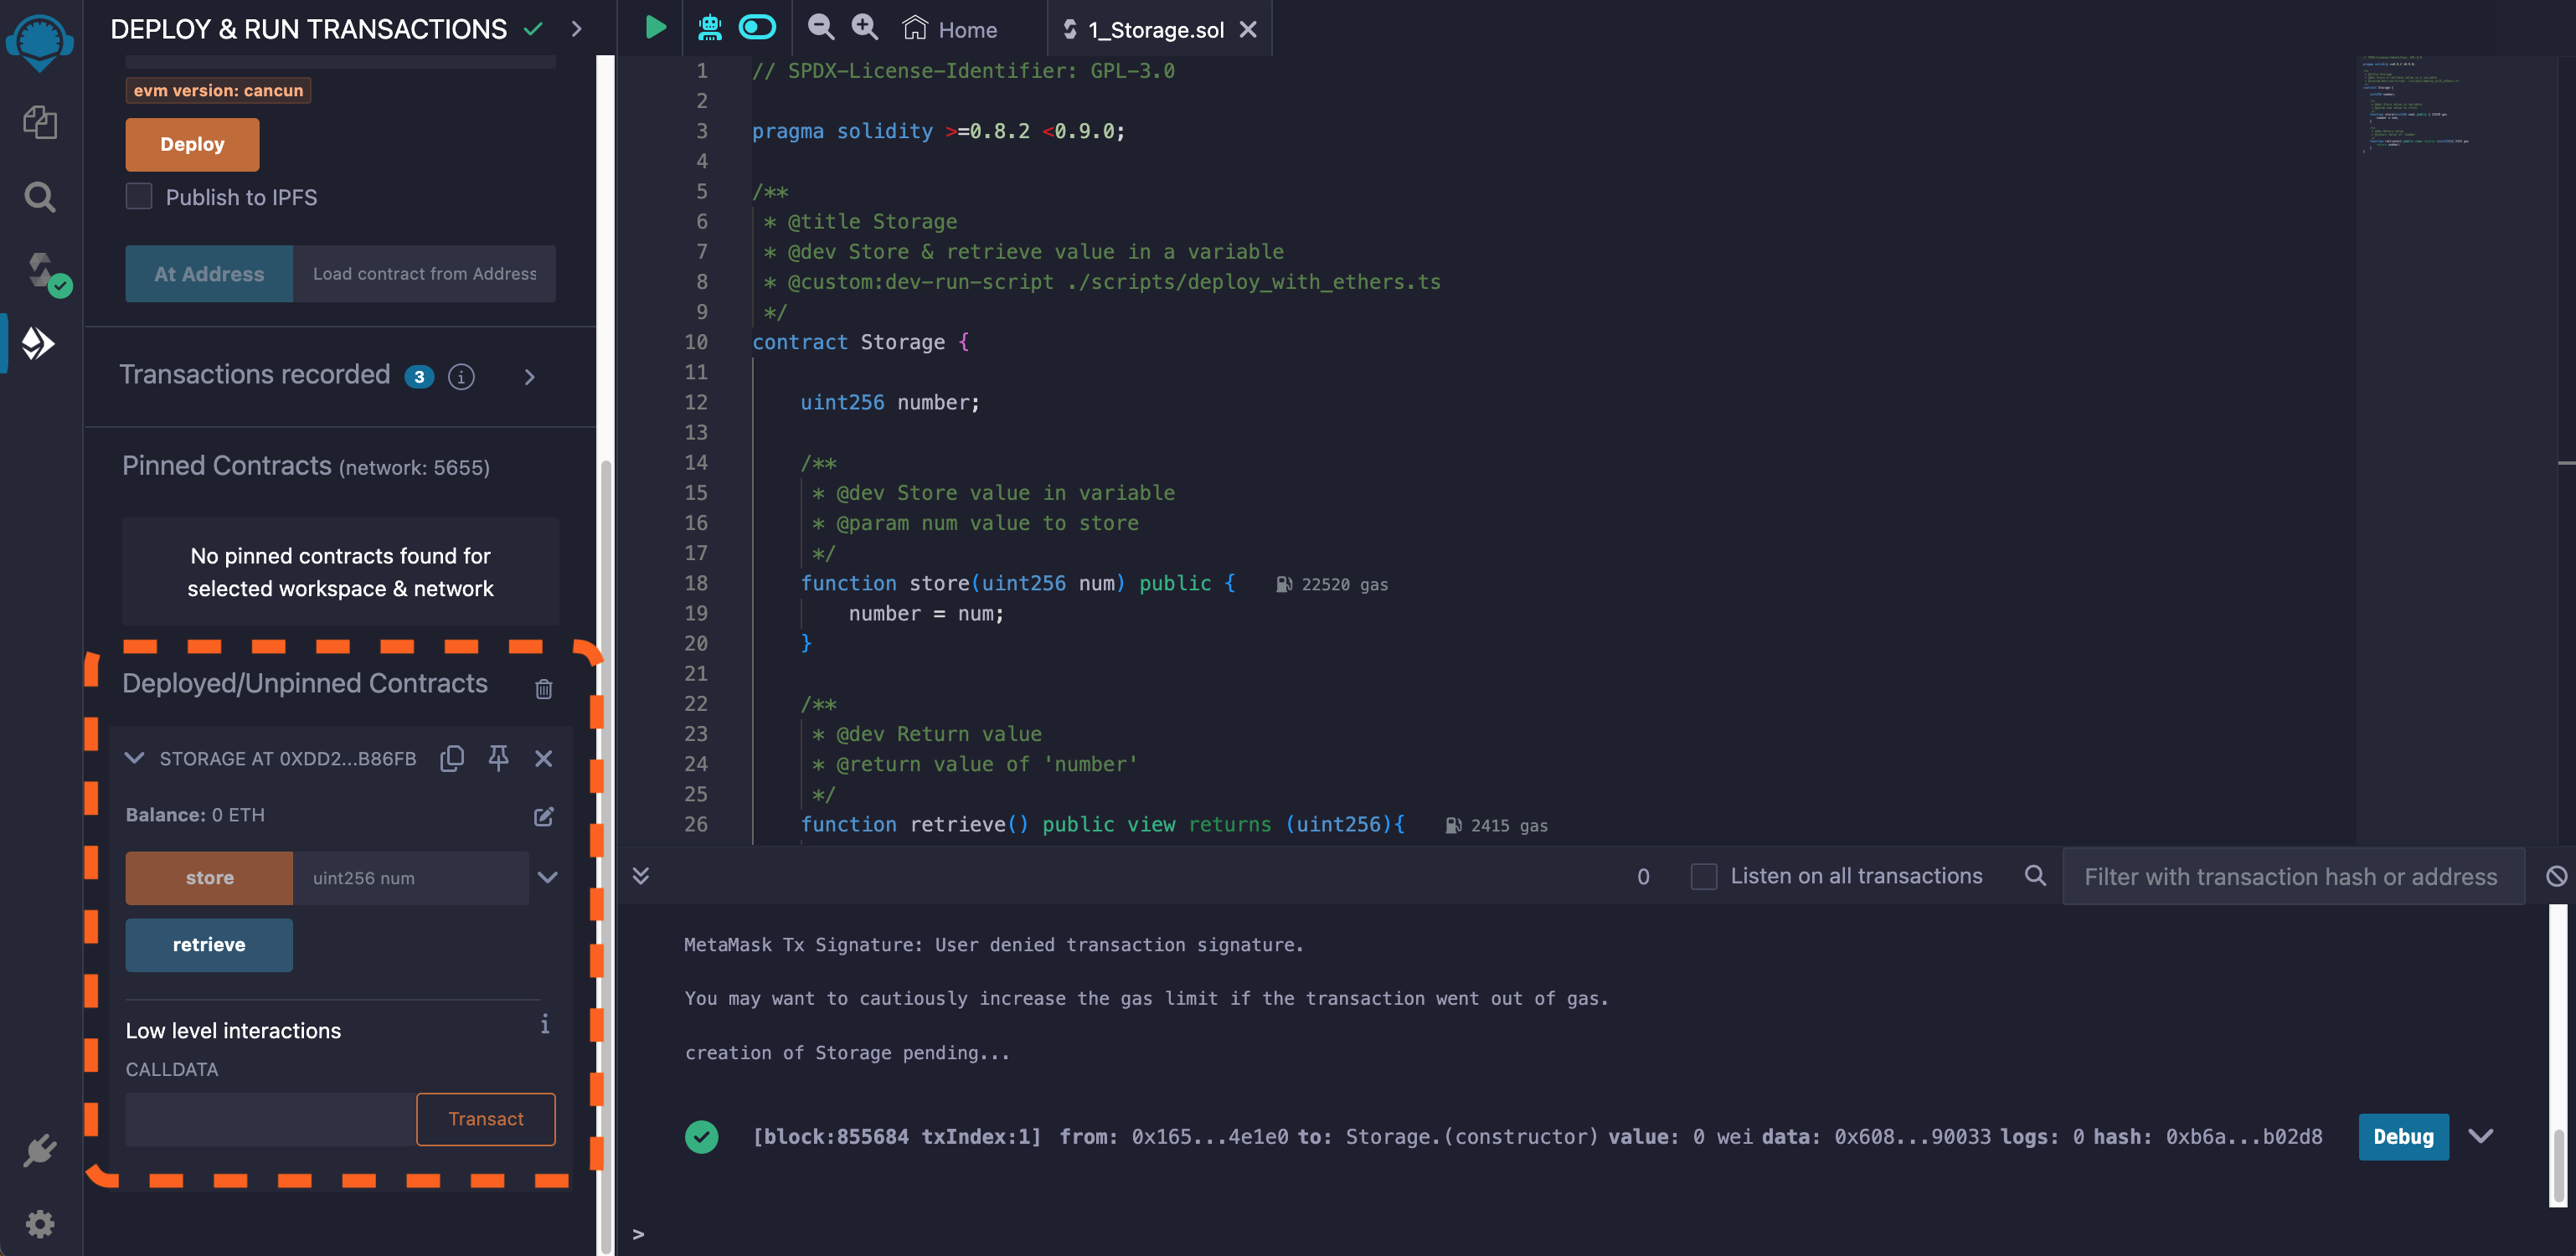 DEPLOY & RUN TRANSACTIONS
evm version: cancun
Deploy
Publish to IPFS
At Address
Load contract from Address
Transactions recorded 3
Pinned Contracts (network: 5655)
No pinned contracts found for
selected workspace & network
Deployed/Unpinned Contracts
STORAGE AT 0XDD2...B86FB
Balance: 0 ETH
store
uint256 num
retrieve
Low level interactions
CALLDATA
Transact
Home
1_Storage.sol
1 // SPDX-License-Identifier: GPL-3.0
2
3 pragma solidity >=0.8.2 <0.9.0;
4
5 /**
6 * @title Storage
7 * @dev Store & retrieve value in a variable
8 * @custom:dev-run-script ./scripts/deploy_with_ethers.ts
9 */
10 contract Storage {
11
12 uint256 number;
13
14 /**
15 * @dev Store value in variable
16 * @param num value to store
17 */
18 function store(uint256 num) public { 22520 gas
19 number = num;
20 }
21
22 /**
23 * @dev Return value
24 * @return value of 'number'
25 */
26 function retrieve() public view returns (uint256){ 2415 gas
0
Listen on all transactions
Filter with transaction hash or address
MetaMask Tx Signature: User denied transaction signature.
You may want to cautiously increase the gas limit if the transaction went out of gas.
creation of Storage pending...
[block:855684 txIndex:1] from: 0x165...4e1e0 to: Storage.(constructor) value: 0 wei data: 0x608...90033 logs: 0 hash: 0xb6a...b02d8
Debug
>